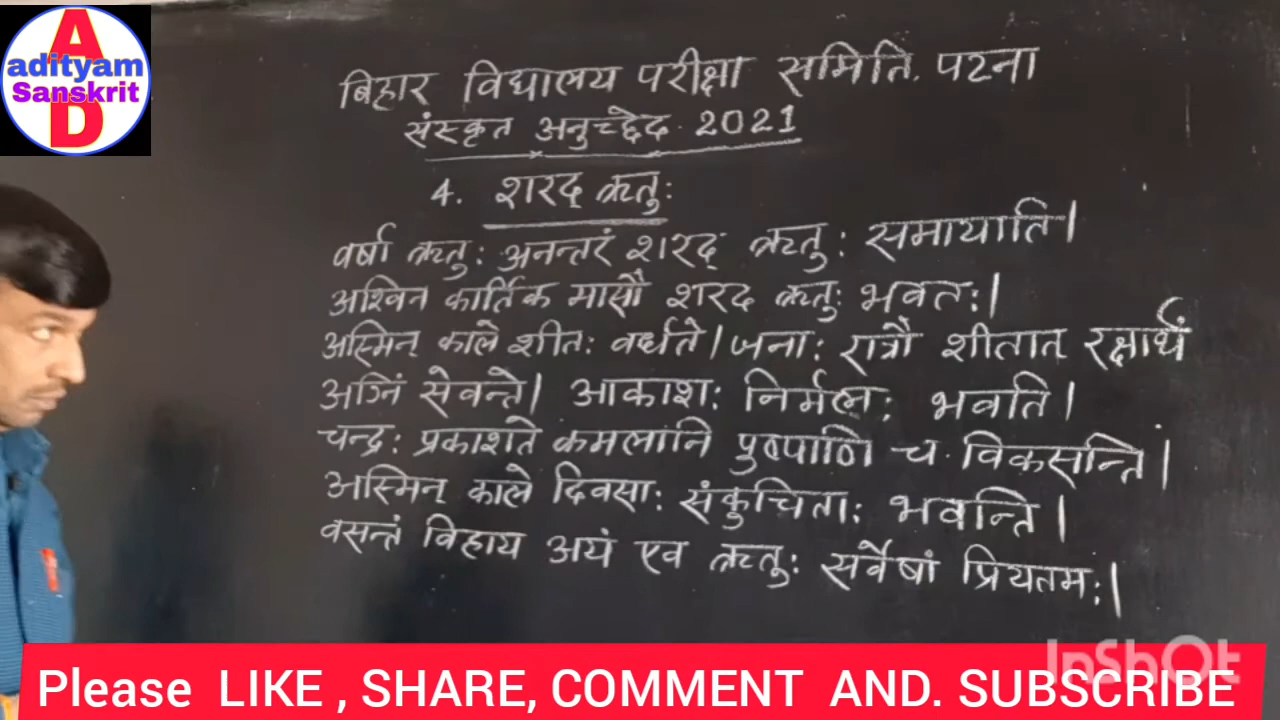 A
adityam
Sanskrit
D
बिहार विद्यालय परीक्षा समिति, पटना
संस्कृत अनुच्छेद. 2021
4. शरद् ऋतुः
वर्षा ऋतुः अनन्तरं शरद् ऋतुः समायाति।
अश्विन कार्तिक मासौ शरद ऋतुः भवतः।
अस्मिन् काले शीतः वर्धते। जनाः रात्रौ शीतात् रक्षार्थं
अग्निं सेवन्ते। आकाशः निर्मलः भवति।
चन्द्रः प्रकाशते कमलानि पुष्पाणि च विकसन्ति।
अस्मिन् काले दिवसाः संकुचिताः भवन्ति।
वसन्तं विहाय अयं एव ऋतुः सर्वेषां प्रियतमः।
InShOt
Please LIKE , SHARE, COMMENT AND. SUBSCRIBE